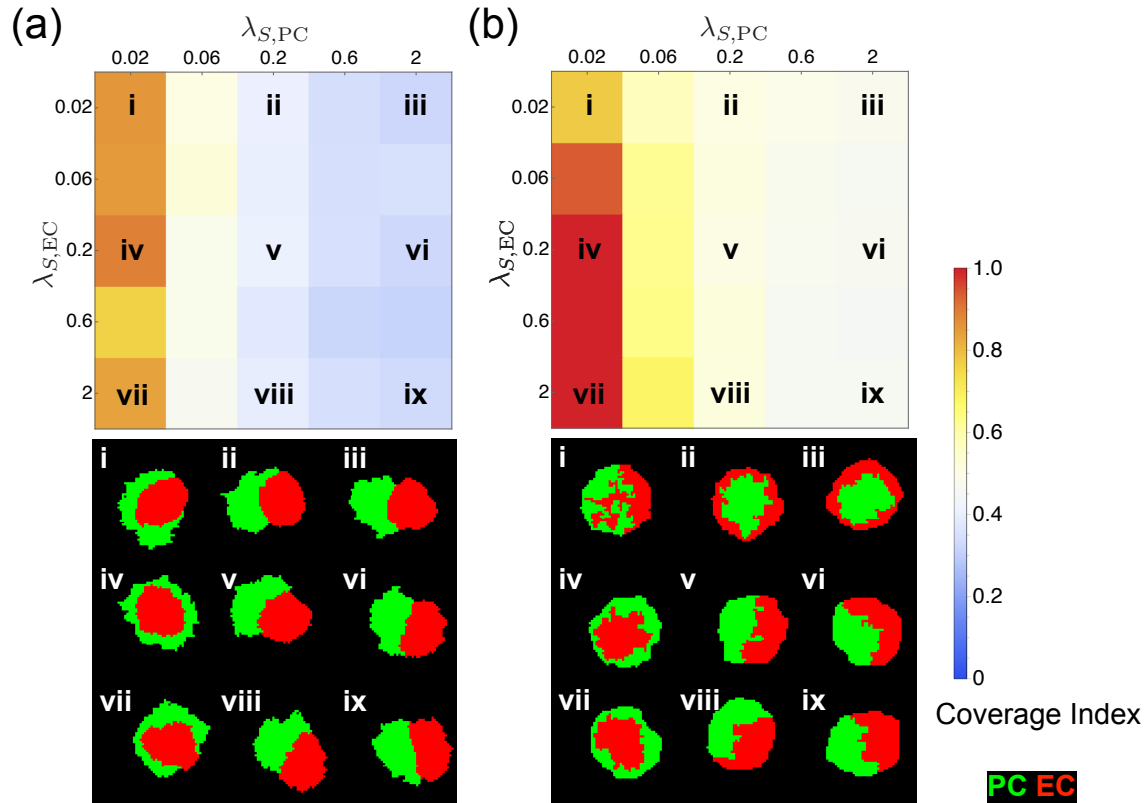 (a)
λS,PC
0.02 0.06 0.2 0.6 2
λS,EC
0.02
0.06
0.2
0.6
2
i ii iii
iv v vi
vii viii ix
i ii iii
iv v vi
vii viii ix
(b)
λS,PC
0.02 0.06 0.2 0.6 2
λS,EC
0.02
0.06
0.2
0.6
2
i ii iii
iv v vi
vii viii ix
i ii iii
iv v vi
vii viii ix
1.0
0.8
0.6
0.4
0.2
0
Coverage Index
PC EC